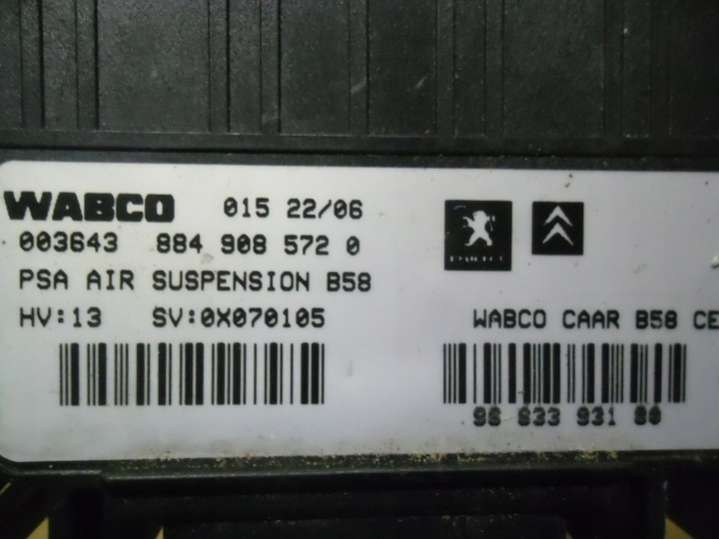 WABCO 015 22/06
003643 884 908 572 0
PSA AIR SUSPENSION B58
HV:13 SV:0X070105
WABCO CAAR B58 CE
96 633 931 80